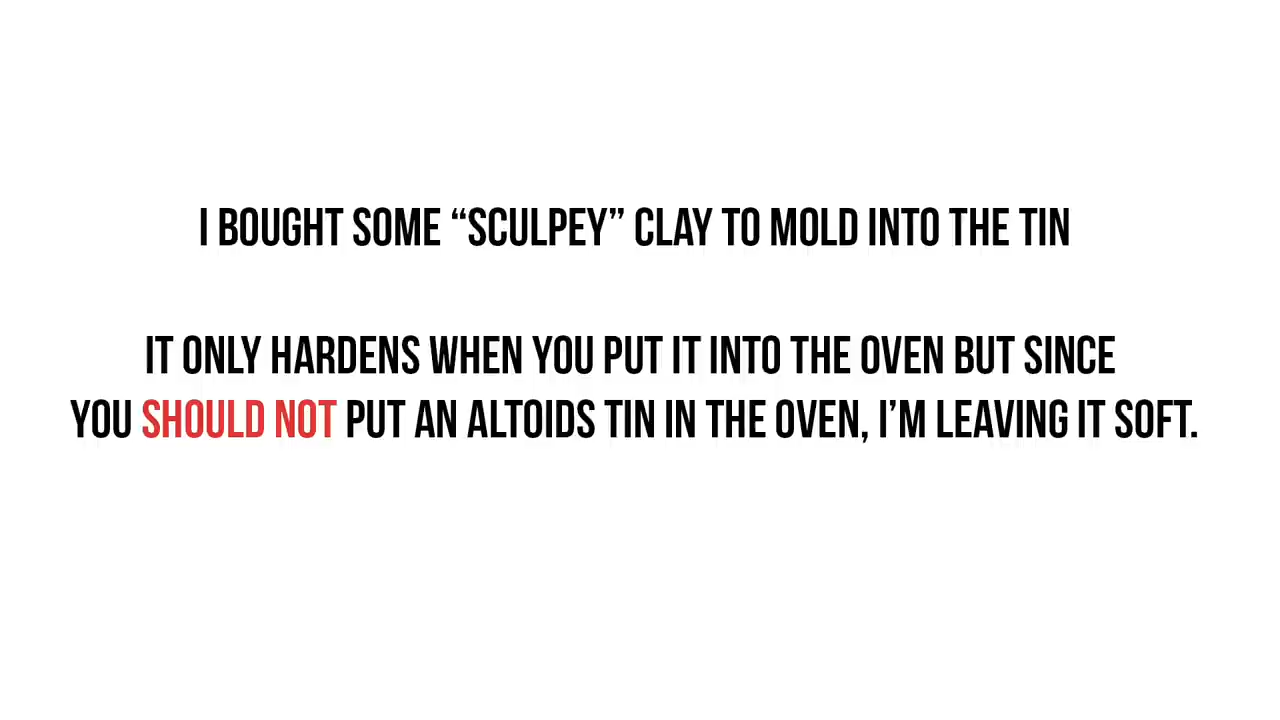 I BOUGHT SOME “SCULPEY” CLAY TO MOLD INTO THE TIN
IT ONLY HARDENS WHEN YOU PUT IT INTO THE OVEN BUT SINCE
YOU SHOULD NOT PUT AN ALTOIDS TIN IN THE OVEN, I’M LEAVING IT SOFT.